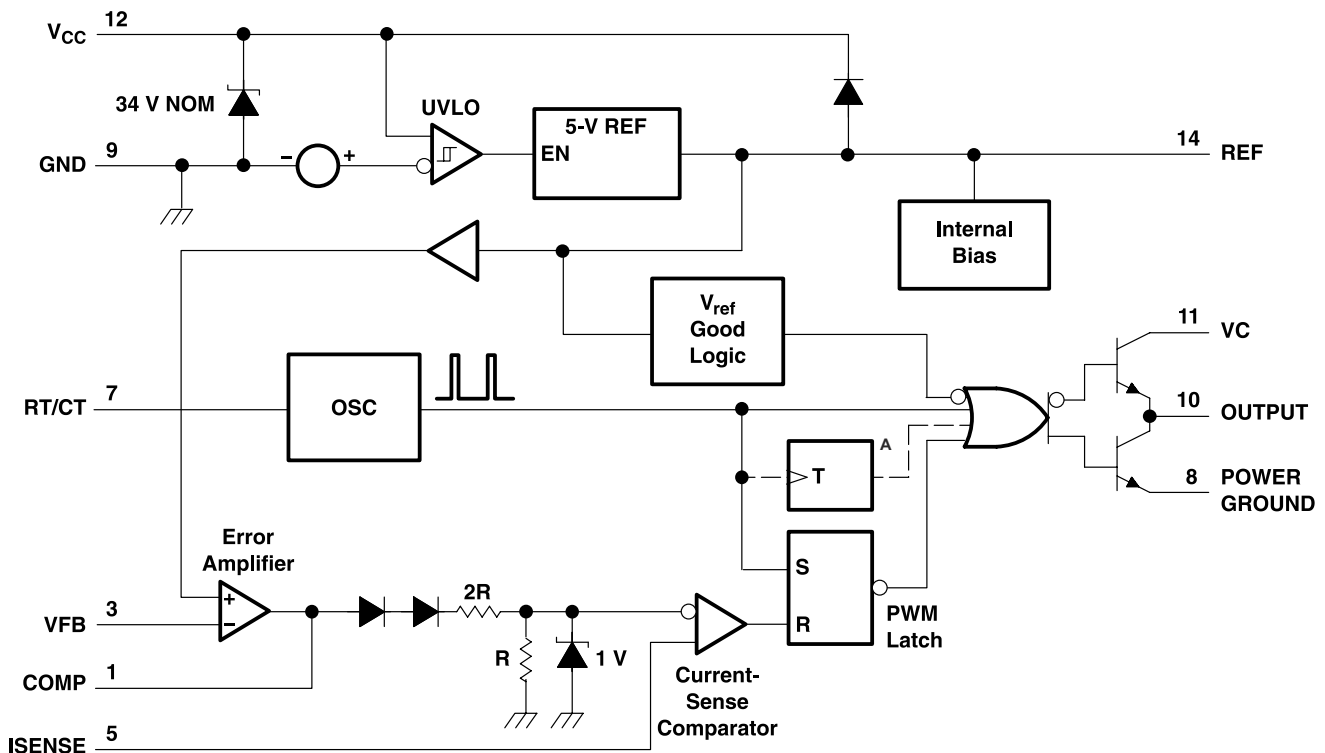 VCC 12
34 V NOM
GND 9
- +
UVLO
5-V REF
EN
14 REF
Internal
Bias
Vref
Good
Logic
11 VC
RT/CT 7
OSC
10 OUTPUT
A
T
8 POWER
GROUND
Error
Amplifier
+
−
VFB 3
COMP 1
2R
R
1 V
Current-
Sense
Comparator
S
R
PWM
Latch
ISENSE 5